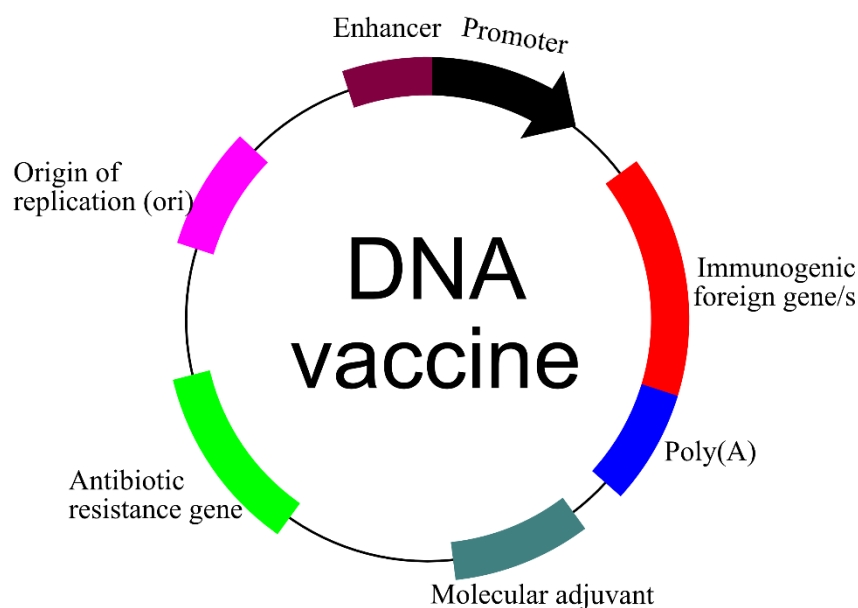 Enhancer
Promoter
Origin of
replication (ori)
DNA
vaccine
Immunogenic
foreign gene/s
Poly(A)
Antibiotic
resistance gene
Molecular adjuvant